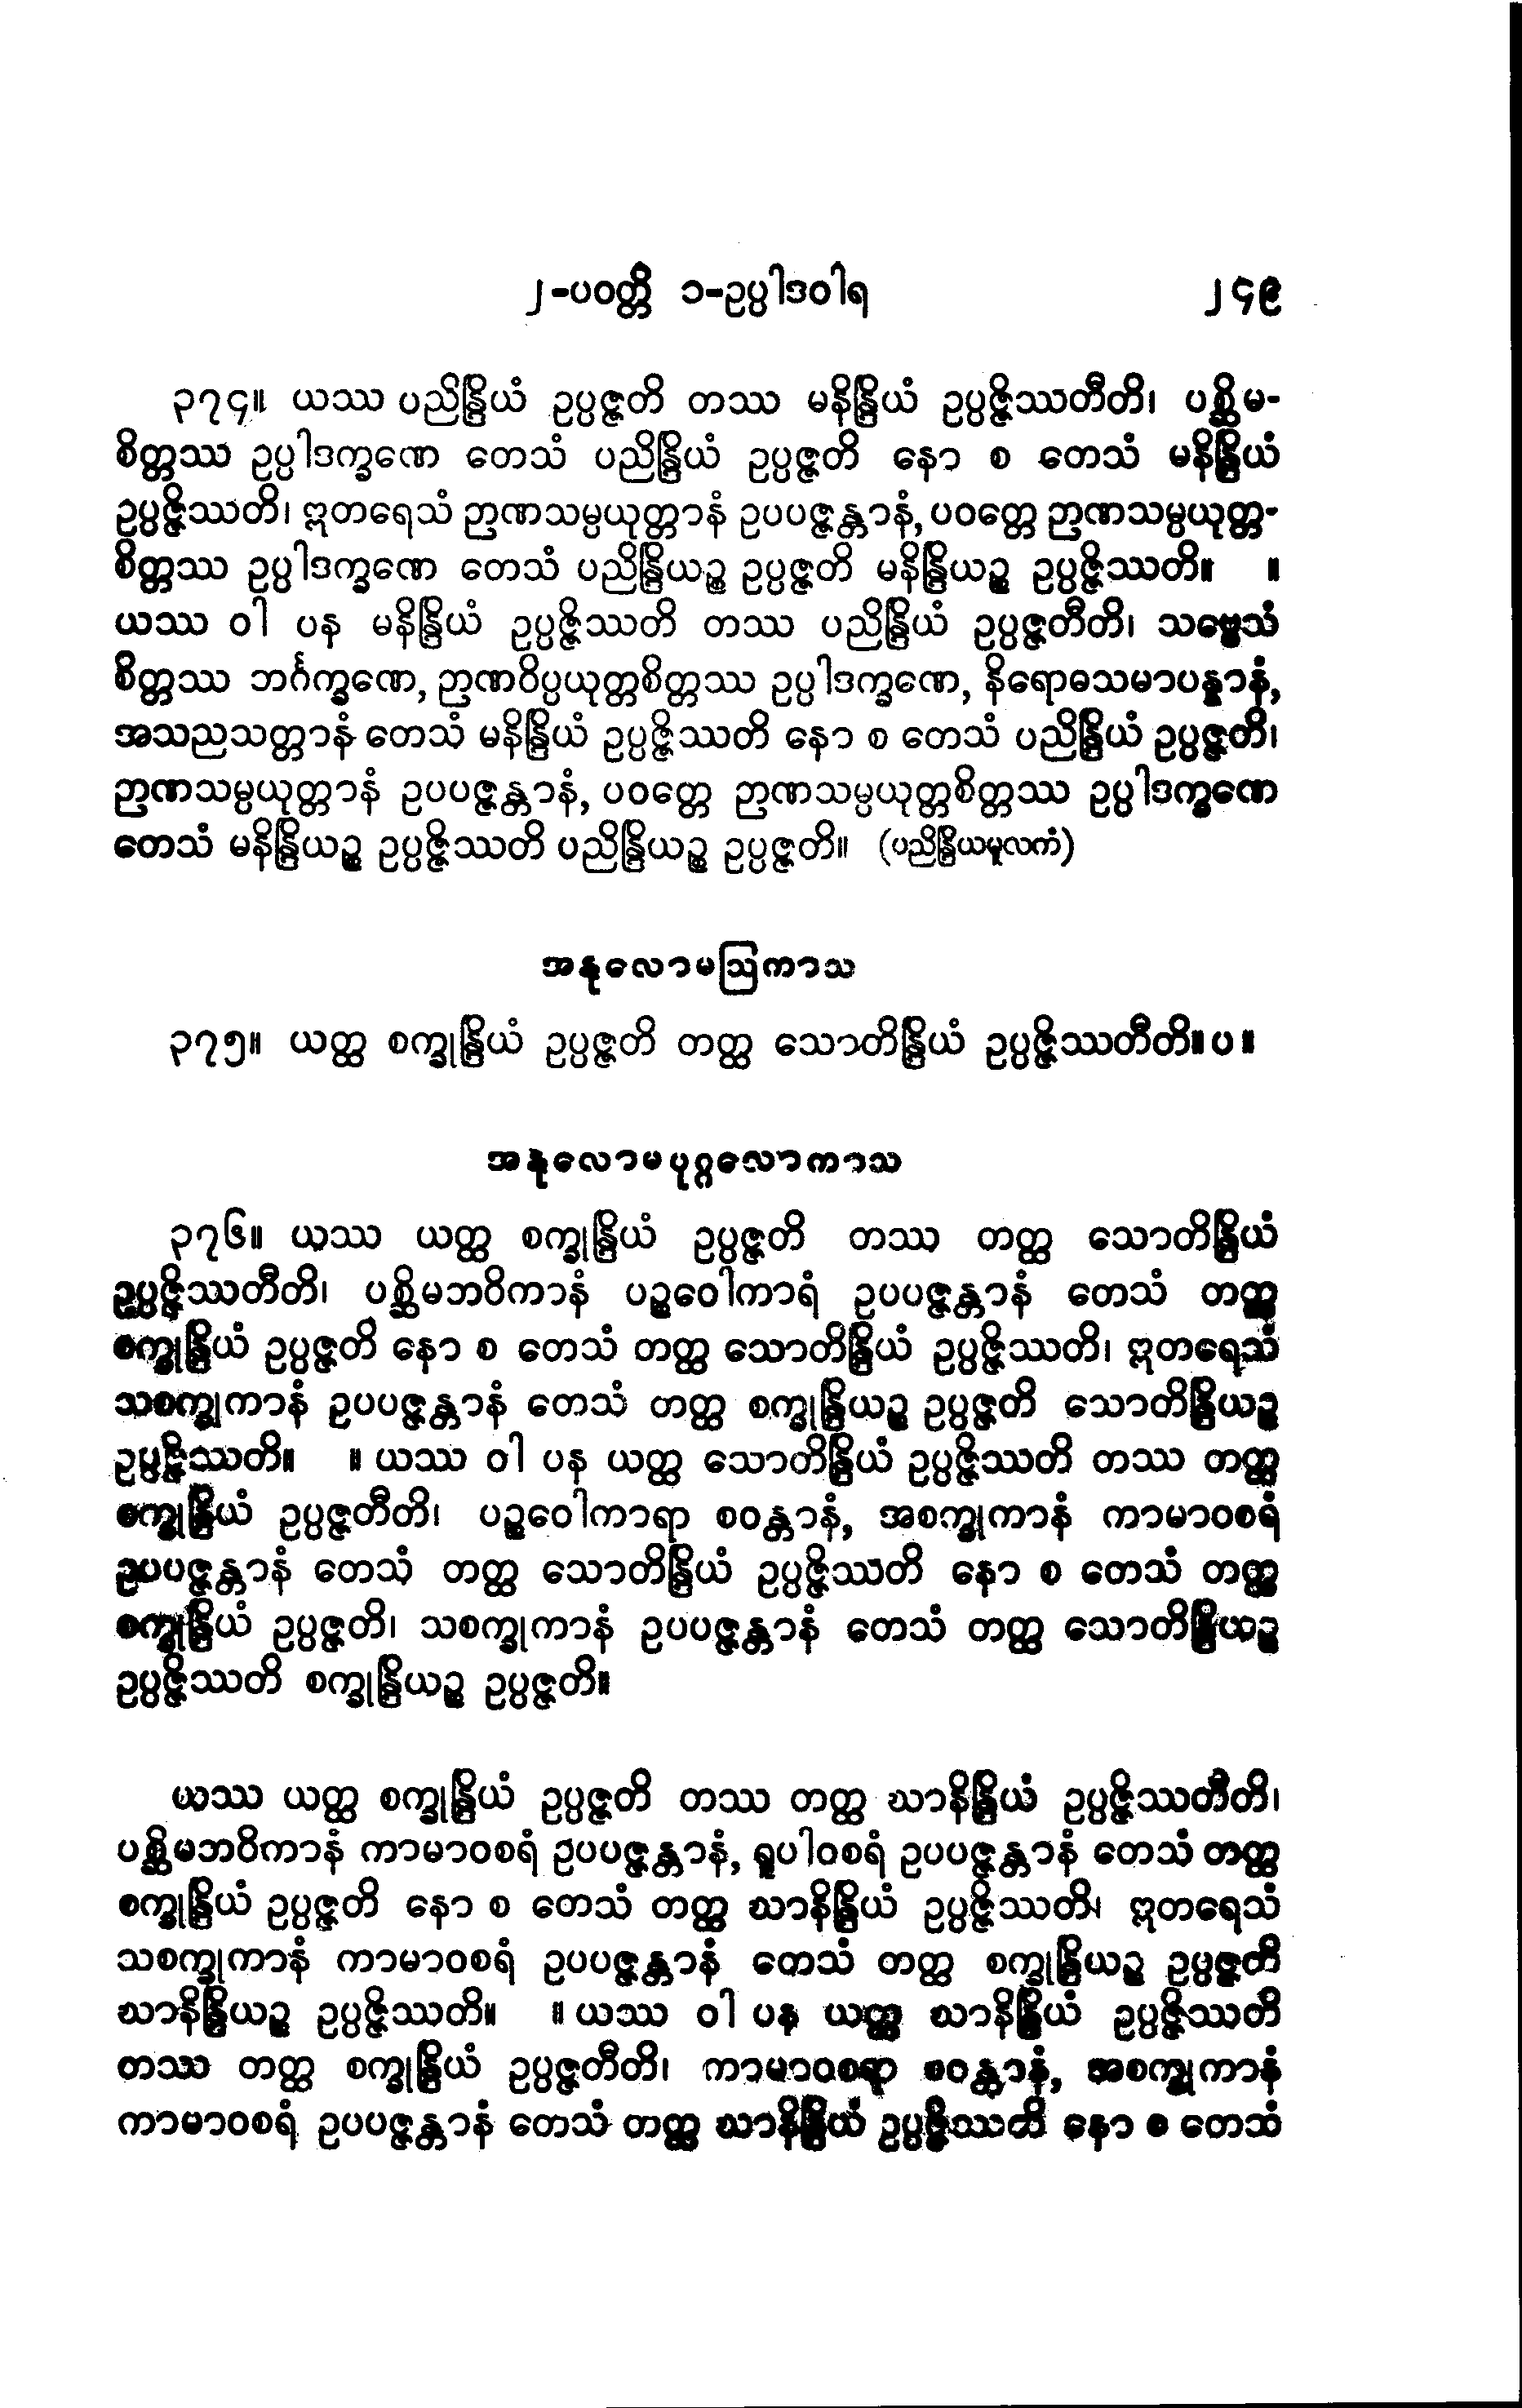 ၂-ပဝတ္တိ ၁-ဥပ္ပါဒဝါရ ၂၄၉
၃၇၄။ ယဿ ပညိန္ဒြိယံ ဥပ္ပဇ္ဇတိ တဿ မနိန္ဒြိယံ ဥပ္ပဇ္ဇိဿတီတိ၊ ပစ္ဆိမ-
စိတ္တဿ ဥပ္ပါဒက္ခဏေ တေသံ ပညိန္ဒြိယံ ဥပ္ပဇ္ဇတိ နော စ တေသံ မနိန္ဒြိယံ
ဥပ္ပဇ္ဇိဿတိ၊ ဣတရေသံ ဉာဏသမ္ပယုတ္တာနံ ဥပပဇ္ဇန္တာနံ, ပဝတ္တေ ဉာဏသမ္ပယုတ္တ-
စိတ္တဿ ဥပ္ပါဒက္ခဏေ တေသံ ပညိန္ဒြိယဉ္စ ဥပ္ပဇ္ဇတိ မနိန္ဒြိယဉ္စ ဥပ္ပဇ္ဇိဿတိ။ ။
ယဿ ဝါ ပန မနိန္ဒြိယံ ဥပ္ပဇ္ဇိဿတိ တဿ ပညိန္ဒြိယံ ဥပ္ပဇ္ဇတီတိ၊ သဗ္ဗေသံ
စိတ္တဿ ဘင်္ဂက္ခဏေ, ဉာဏဝိပ္ပယုတ္တစိတ္တဿ ဥပ္ပါဒက္ခဏေ, နိရောဓသမာပန္နာနံ,
အသညသတ္တာနံ တေသံ မနိန္ဒြိယံ ဥပ္ပဇ္ဇိဿတိ နော စ တေသံ ပညိန္ဒြိယံ ဥပ္ပဇ္ဇတိ၊
ဉာဏသမ္ပယုတ္တာနံ ဥပပဇ္ဇန္တာနံ, ပဝတ္တေ ဉာဏသမ္ပယုတ္တစိတ္တဿ ဥပ္ပါဒက္ခဏေ
တေသံ မနိန္ဒြိယဉ္စ ဥပ္ပဇ္ဇိဿတိ ပညိန္ဒြိယဉ္စ ဥပ္ပဇ္ဇတိ။ (ပညိန္ဒြိယမူလကံ)
အနုလောမဩကာသ
၃၇၅။ ယတ္ထ စက္ခုန္ဒြိယံ ဥပ္ပဇ္ဇတိ တတ္ထ သောတိန္ဒြိယံ ဥပ္ပဇ္ဇိဿတီတိ။ပ။
အနုလောမပုဂ္ဂလောကာသ
၃၇၆။ ယဿ ယတ္ထ စက္ခုန္ဒြိယံ ဥပ္ပဇ္ဇတိ တဿ တတ္ထ သောတိန္ဒြိယံ
ဥပ္ပဇ္ဇိဿတီတိ၊ ပစ္ဆိမဘဝိကာနံ ပဉ္စဝေါကာရံ ဥပပဇ္ဇန္တာနံ တေသံ တတ္ထ
စက္ခုန္ဒြိယံ ဥပ္ပဇ္ဇတိ နော စ တေသံ တတ္ထ သောတိန္ဒြိယံ ဥပ္ပဇ္ဇိဿတိ၊ ဣတရေသံ
သစက္ခုကာနံ ဥပပဇ္ဇန္တာနံ တေသံ တတ္ထ စက္ခုန္ဒြိယဉ္စ ဥပ္ပဇ္ဇတိ သောတိန္ဒြိယဉ္စ
ဥပ္ပဇ္ဇိဿတိ။ ။ ယဿ ဝါ ပန ယတ္ထ သောတိန္ဒြိယံ ဥပ္ပဇ္ဇိဿတိ တဿ တတ္ထ
စက္ခုန္ဒြိယံ ဥပ္ပဇ္ဇတီတိ၊ ပဉ္စဝေါကာရာ စဝန္တာနံ, အစက္ခုကာနံ ကာမာဝစရံ
ဥပပဇ္ဇန္တာနံ တေသံ တတ္ထ သောတိန္ဒြိယံ ဥပ္ပဇ္ဇိဿတိ နော စ တေသံ တတ္ထ
စက္ခုန္ဒြိယံ ဥပ္ပဇ္ဇတိ၊ သစက္ခုကာနံ ဥပပဇ္ဇန္တာနံ တေသံ တတ္ထ သောတိန္ဒြိယဉ္စ
ဥပ္ပဇ္ဇိဿတိ စက္ခုန္ဒြိယဉ္စ ဥပ္ပဇ္ဇတိ။
ယဿ ယတ္ထ စက္ခုန္ဒြိယံ ဥပ္ပဇ္ဇတိ တဿ တတ္ထ ဃာနိန္ဒြိယံ ဥပ္ပဇ္ဇိဿတီတိ၊
ပစ္ဆိမဘဝိကာနံ ကာမာဝစရံ ဥပပဇ္ဇန္တာနံ, ရူပါဝစရံ ဥပပဇ္ဇန္တာနံ တေသံ တတ္ထ
စက္ခုန္ဒြိယံ ဥပ္ပဇ္ဇတိ နော စ တေသံ တတ္ထ ဃာနိန္ဒြိယံ ဥပ္ပဇ္ဇိဿတိ၊ ဣတရေသံ
သစက္ခုကာနံ ကာမာဝစရံ ဥပပဇ္ဇန္တာနံ တေသံ တတ္ထ စက္ခုန္ဒြိယဉ္စ ဥပ္ပဇ္ဇတိ
ဃာနိန္ဒြိယဉ္စ ဥပ္ပဇ္ဇိဿတိ။ ။ ယဿ ဝါ ပန ယတ္ထ ဃာနိန္ဒြိယံ ဥပ္ပဇ္ဇိဿတိ
တဿ တတ္ထ စက္ခုန္ဒြိယံ ဥပ္ပဇ္ဇတီတိ၊ ကာမာဝစရာ စဝန္တာနံ, အစက္ခုကာနံ
ကာမာဝစရံ ဥပပဇ္ဇန္တာနံ တေသံ တတ္ထ ဃာနိန္ဒြိယံ ဥပ္ပဇ္ဇိဿတိ နော စ တေသံ